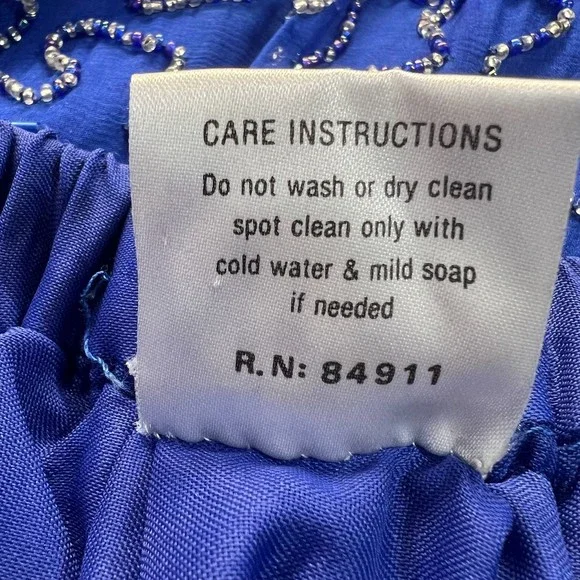 CARE INSTRUCTIONS
Do not wash or dry clean
spot clean only with
cold water & mild soap
if needed
R.N: 84911